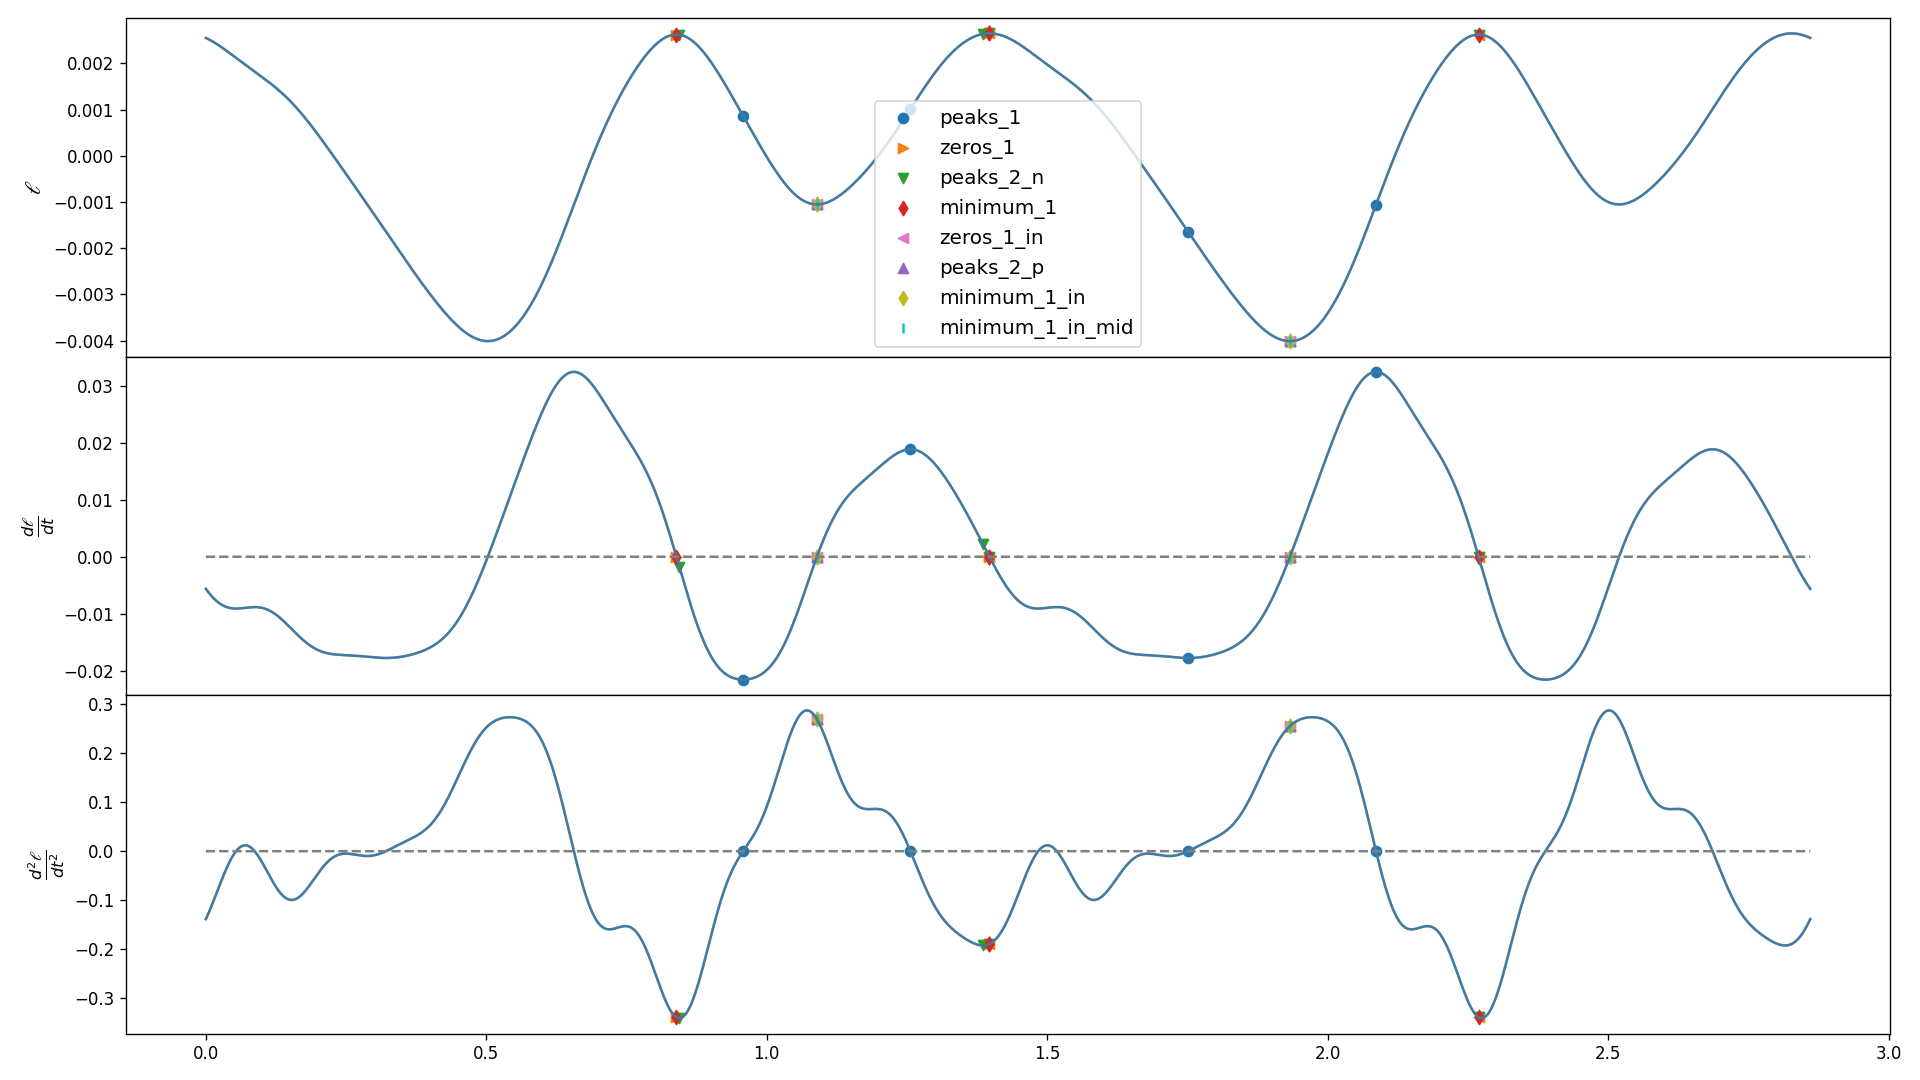 0.002
0.001
0.000
−0.001
−0.002
−0.003
−0.004
ℓ
peaks_1
zeros_1
peaks_2_n
minimum_1
zeros_1_in
peaks_2_p
minimum_1_in
minimum_1_in_mid
0.03
0.02
0.01
0.00
−0.01
−0.02
dℓ
dt
0.3
0.2
0.1
0.0
−0.1
−0.2
−0.3
d²ℓ
dt²
0.0 0.5 1.0 1.5 2.0 2.5 3.0